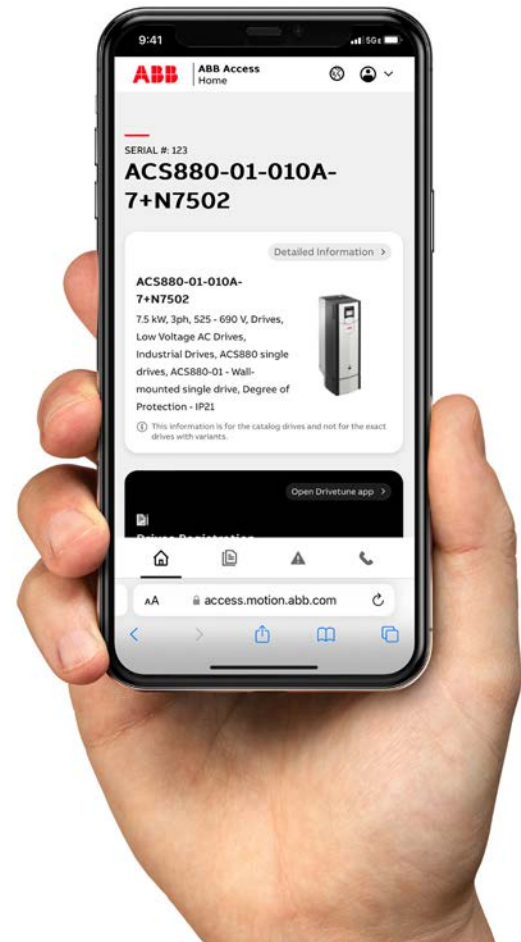 9:41
5GE
ABB
ABB Access
Home
SERIAL #: 123
ACS880-01-010A-
7+N7502
Detailed Information >
ACS880-01-010A-
7+N7502
7.5 kW, 3ph, 525 - 690 V, Drives,
Low Voltage AC Drives,
Industrial Drives, ACS880 single
drives, ACS880-01 - Wall-
mounted single drive, Degree of
Protection - IP21
This information is for the catalog drives and not for the exact
drives with variants.
Open Drivetune app >
Drives Registration
AA
access.motion.abb.com